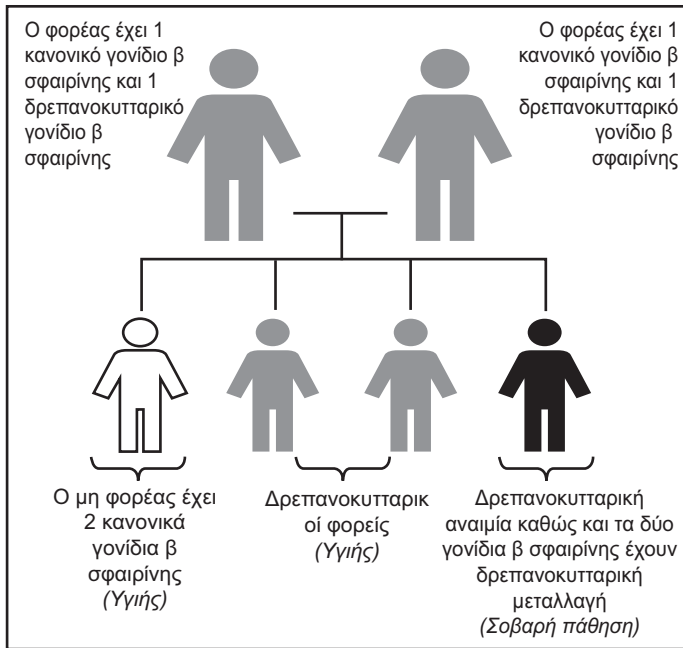 Ο φορέας έχει 1
κανονικό γονίδιο β
σφαιρίνης και 1
δρεπανοκυτταρικό
γονίδιο β
σφαιρίνης
Ο φορέας έχει 1
κανονικό γονίδιο β
σφαιρίνης και 1
δρεπανοκυτταρικό
γονίδιο β
σφαιρίνης
Ο μη φορέας έχει
2 κανονικά
γονίδια β
σφαιρίνης
(Υγιής)
Δρεπανοκυτταρικ
οί φορείς
(Υγιής)
Δρεπανοκυτταρική
αναιμία καθώς και τα δύο
γονίδια β σφαιρίνης έχουν
δρεπανοκυτταρική
μεταλλαγή
(Σοβαρή πάθηση)